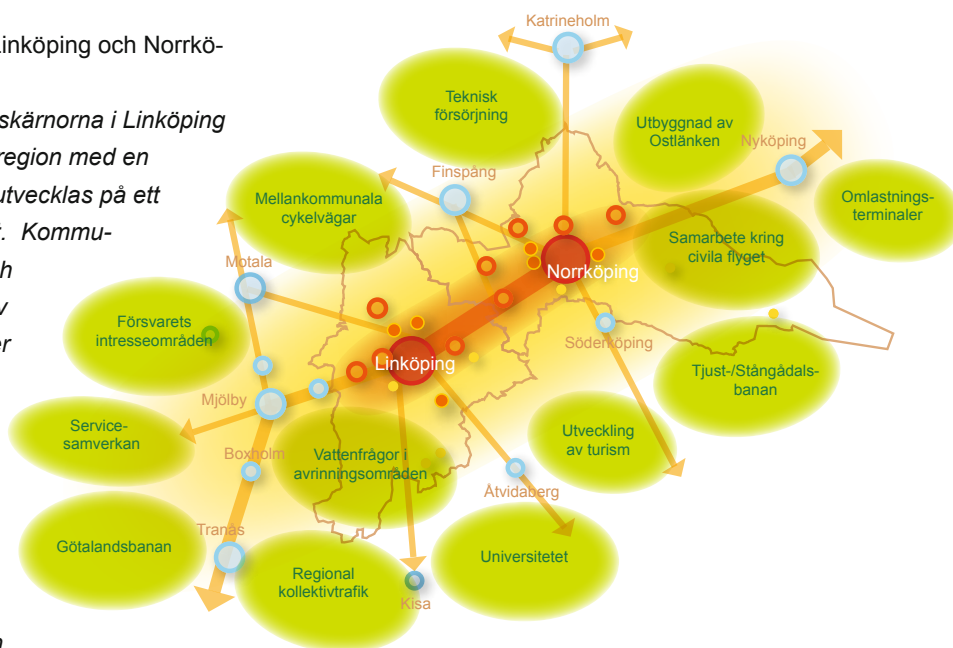 Linköping och Norrkö-
skärnorna i Linköping
region med en
utvecklas på ett
Kommu-
Katrineholm
Teknisk
försörjning
Utbyggnad av
Ostlänken
Nyköping
Omlastnings-
terminaler
Finspång
Mellankommunala
cykelvägar
Samarbete kring
civila flyget
Norrköping
Motala
Försvarets
intresseområden
Söderköping
Linköping
Tjust-/Stångådals-
banan
Mjölby
Service-
samverkan
Boxholm
Vattenfrågor i
avrinningsområden
Utveckling
av turism
Åtvidaberg
Tranås
Götalandsbanan
Universitetet
Regional
kollektivtrafik
Kisa